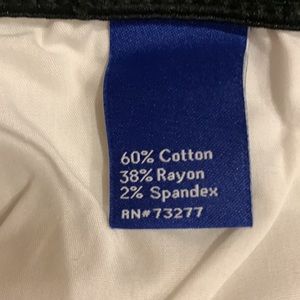 60% Cotton
38% Rayon
2% Spandex
RN# 73277